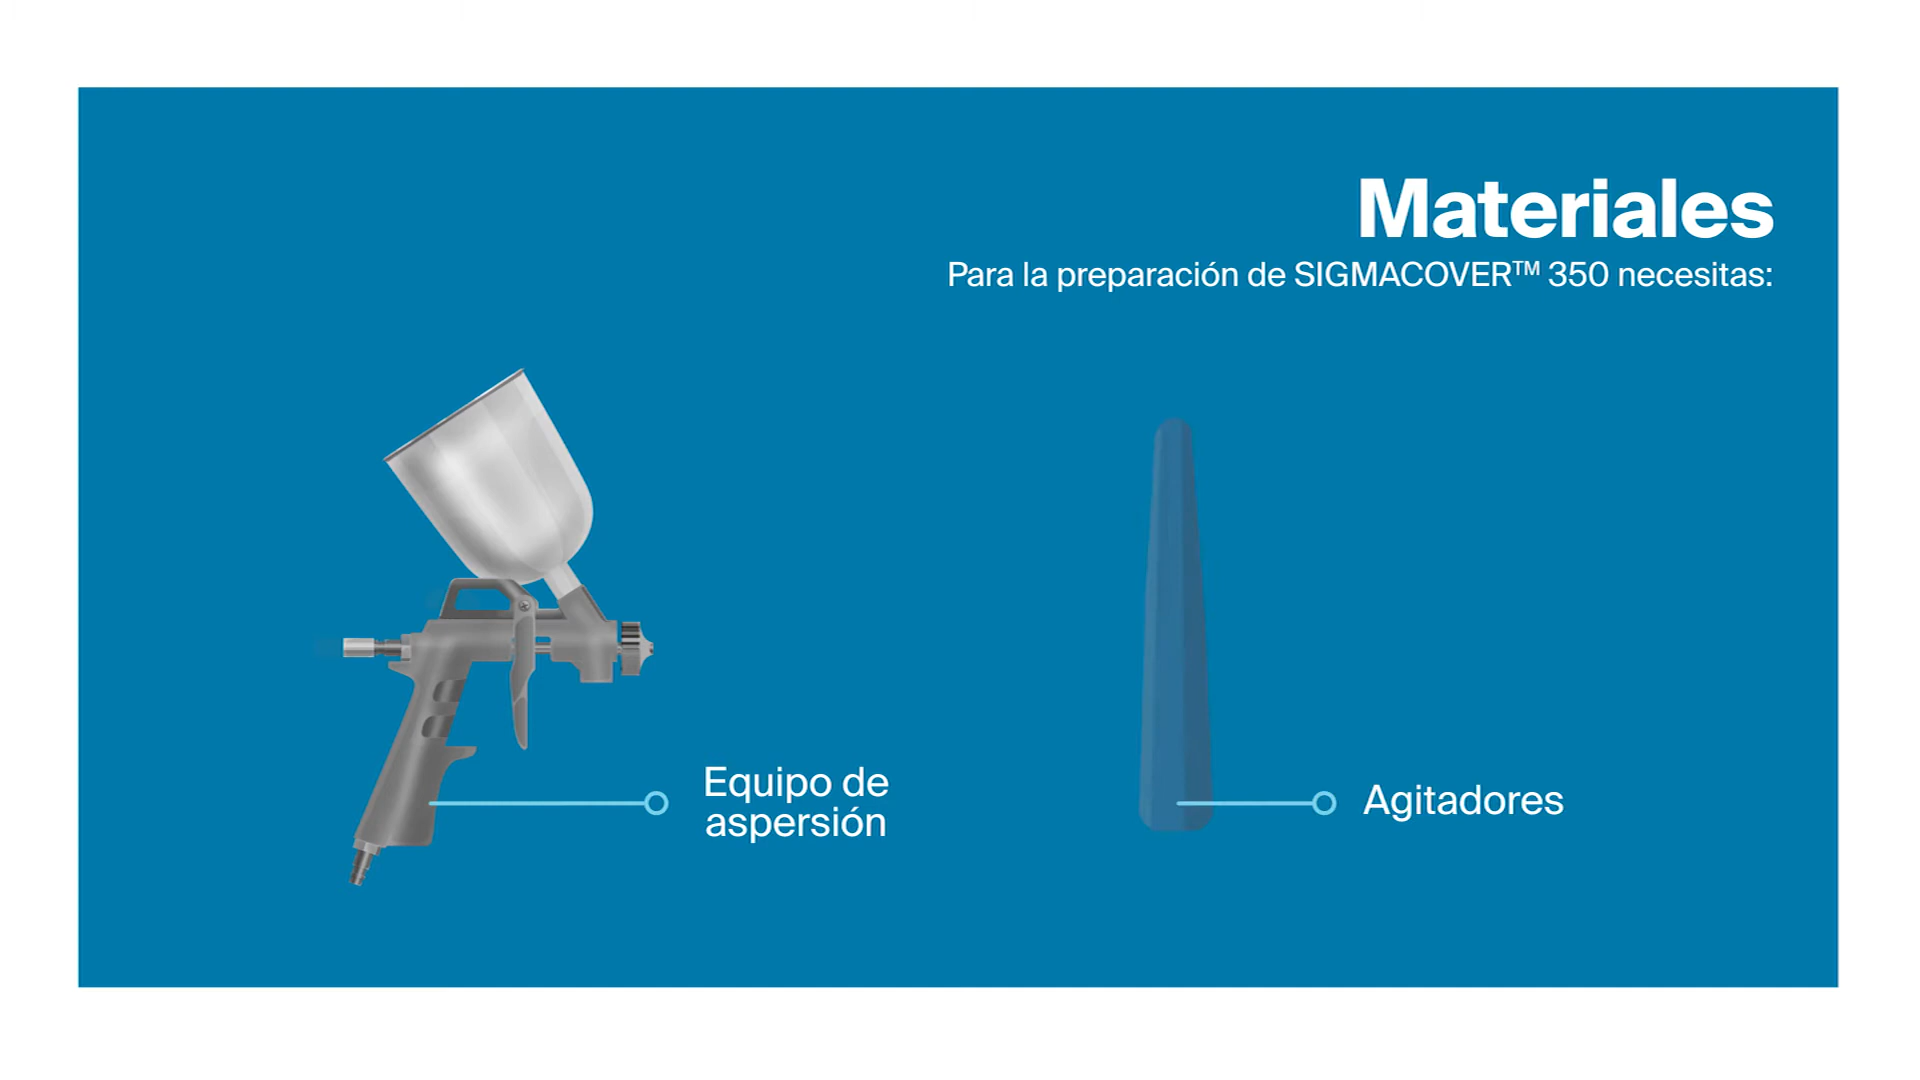 Materiales
Para la preparación de SIGMACOVER™ 350 necesitas:
Equipo de
aspersión
Agitadores